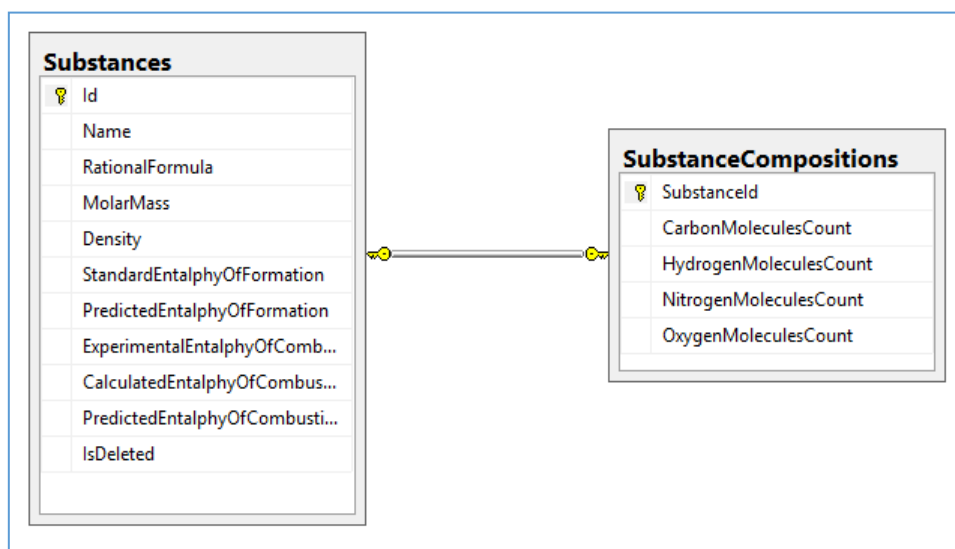 Substances
Id
Name
RationalFormula
MolarMass
Density
StandardEntalphyOfFormation
PredictedEntalphyOfFormation
ExperimentalEntalphyOfComb...
CalculatedEntalphyOfCombus...
PredictedEntalphyOfCombusti...
IsDeleted
SubstanceCompositions
SubstanceId
CarbonMoleculesCount
HydrogenMoleculesCount
NitrogenMoleculesCount
OxygenMoleculesCount